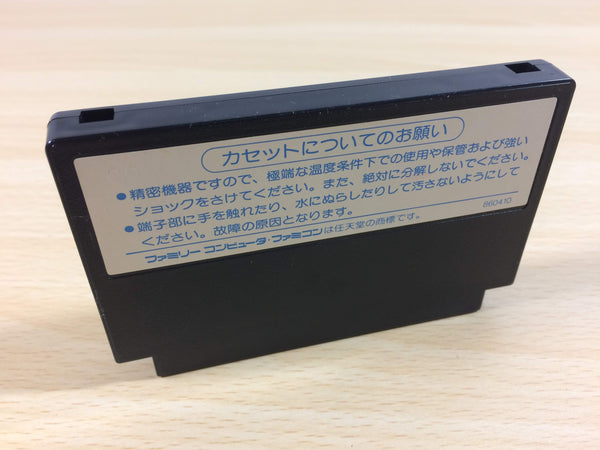 カセットについてのお願い
●精密機器ですので、極端な温度条件下での使用や保管および強い
ショックをさけてください。また、絶対に分解しないでください。
●端子部に手を触れたり、水にぬらしたりして汚さないようにして
ください。故障の原因となります。
ファミリーコンピュータ・ファミコンは任天堂の商標です。
860410